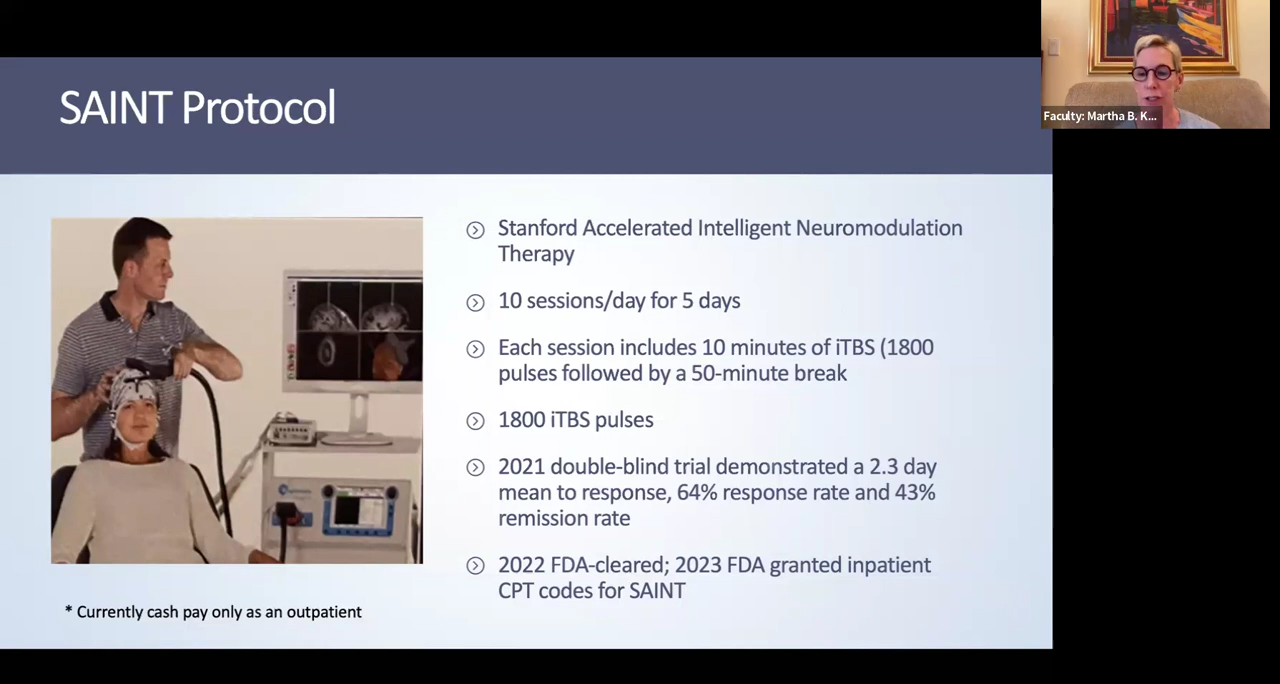 SAINT Protocol
Faculty: Martha B. K...
Stanford Accelerated Intelligent Neuromodulation
Therapy
10 sessions/day for 5 days
Each session includes 10 minutes of iTBS (1800
pulses followed by a 50-minute break
1800 iTBS pulses
2021 double-blind trial demonstrated a 2.3 day
mean to response, 64% response rate and 43%
remission rate
2022 FDA-cleared; 2023 FDA granted inpatient
CPT codes for SAINT
* Currently cash pay only as an outpatient